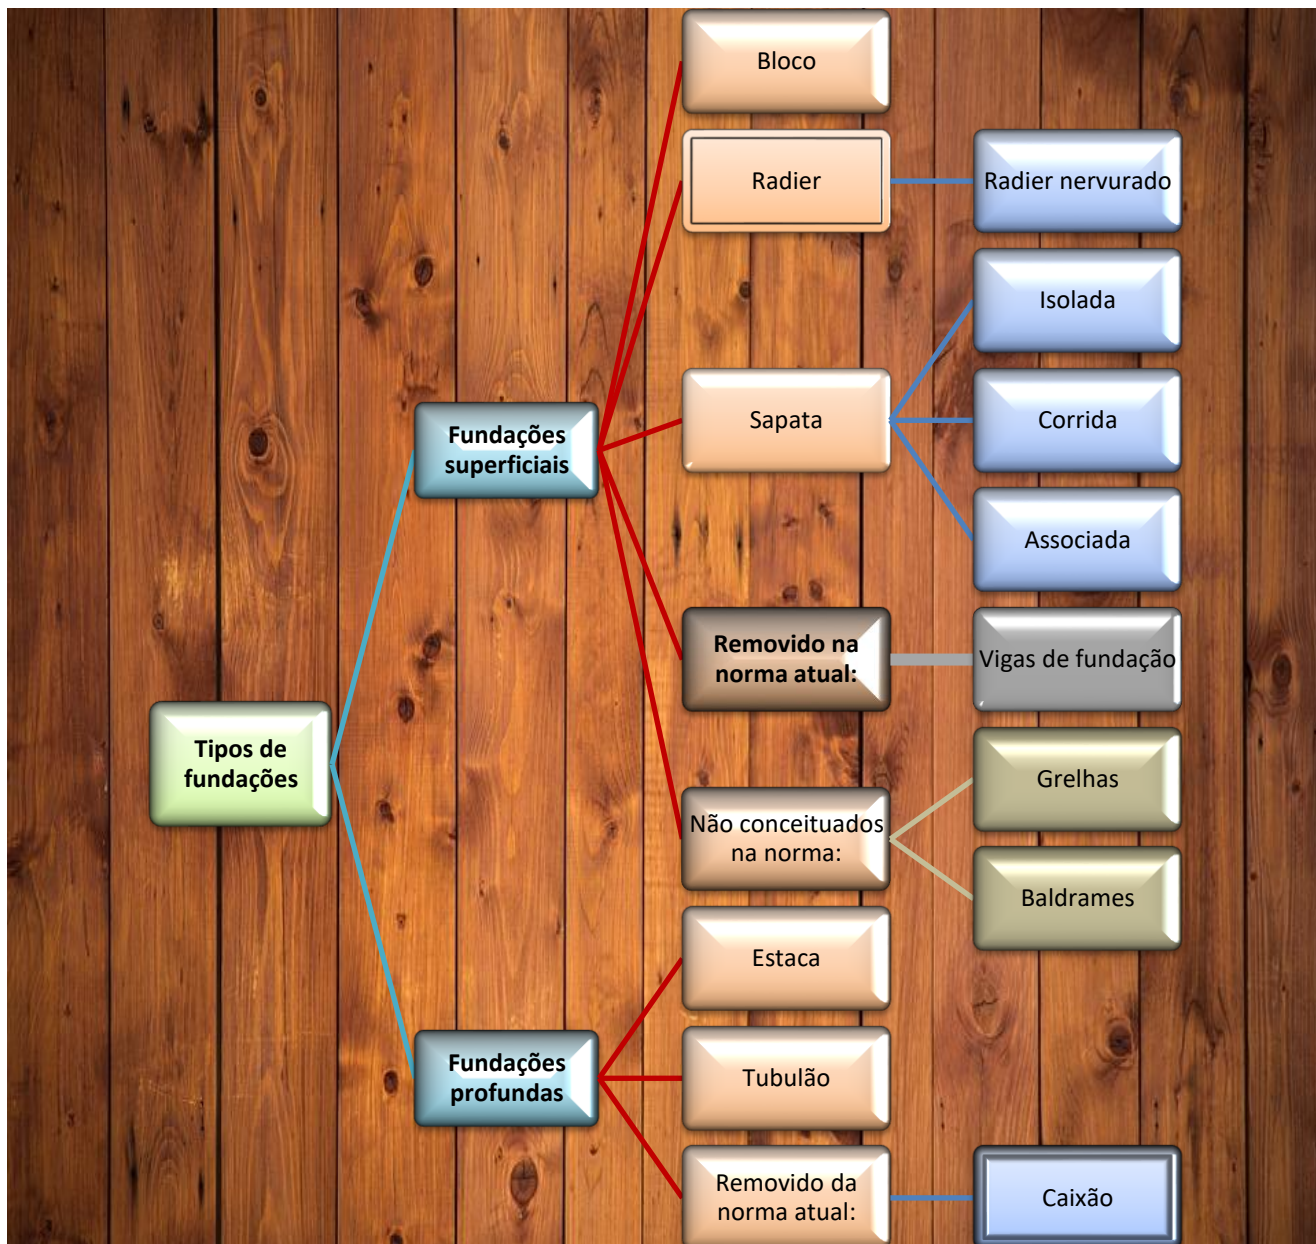 Bloco
Radier
Radier nervurado
Isolada
Fundações
superficiais
Sapata
Corrida
Associada
Removido na
norma atual:
Vigas de fundação
Tipos de
fundações
Grelhas
Não conceituados
na norma:
Baldrames
Estaca
Fundações
profundas
Tubulão
Removido da
norma atual:
Caixão